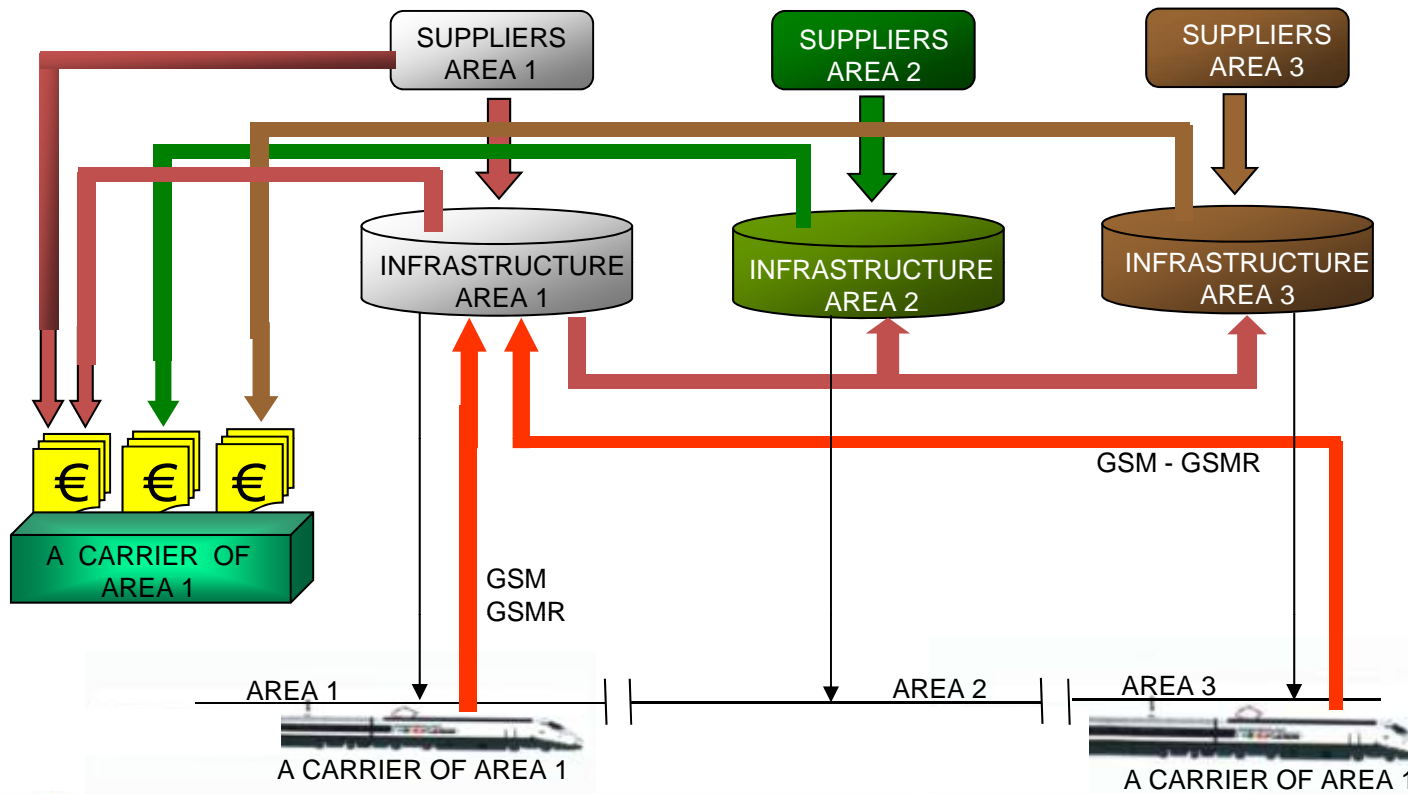 SUPPLIERS
AREA 1
SUPPLIERS
AREA 2
SUPPLIERS
AREA 3
INFRASTRUCTURE
AREA 1
INFRASTRUCTURE
AREA 2
INFRASTRUCTURE
AREA 3
€
€
€
GSM - GSMR
A CARRIER OF
AREA 1
GSM
GSMR
AREA 1
AREA 2
AREA 3
A CARRIER OF AREA 1
A CARRIER OF AREA 1